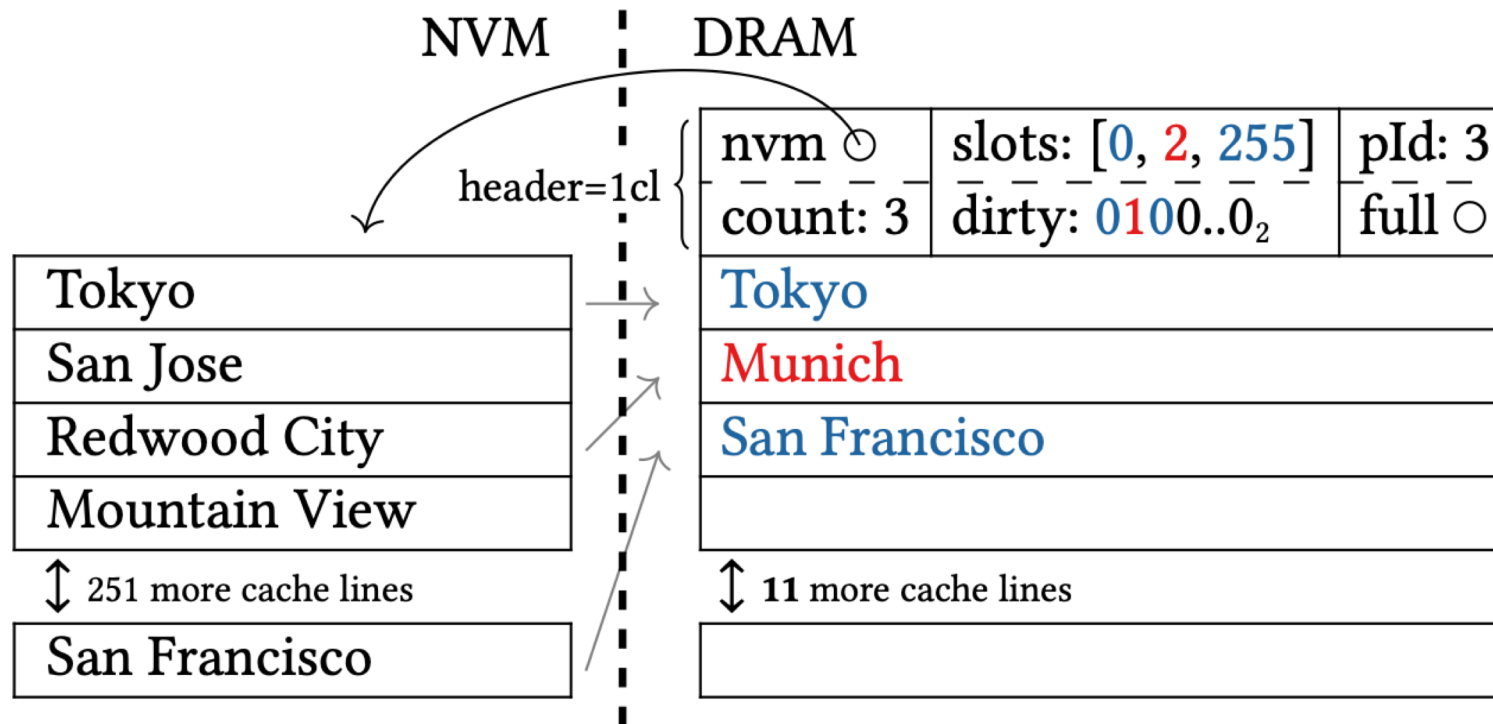 NVM
DRAM
header=1cl
nvm
slots: [0, 2, 255]
pId: 3
count: 3
dirty: 0100..0₂
full
Tokyo
San Jose
Redwood City
Mountain View
251 more cache lines
San Francisco
Tokyo
Munich
San Francisco
11 more cache lines